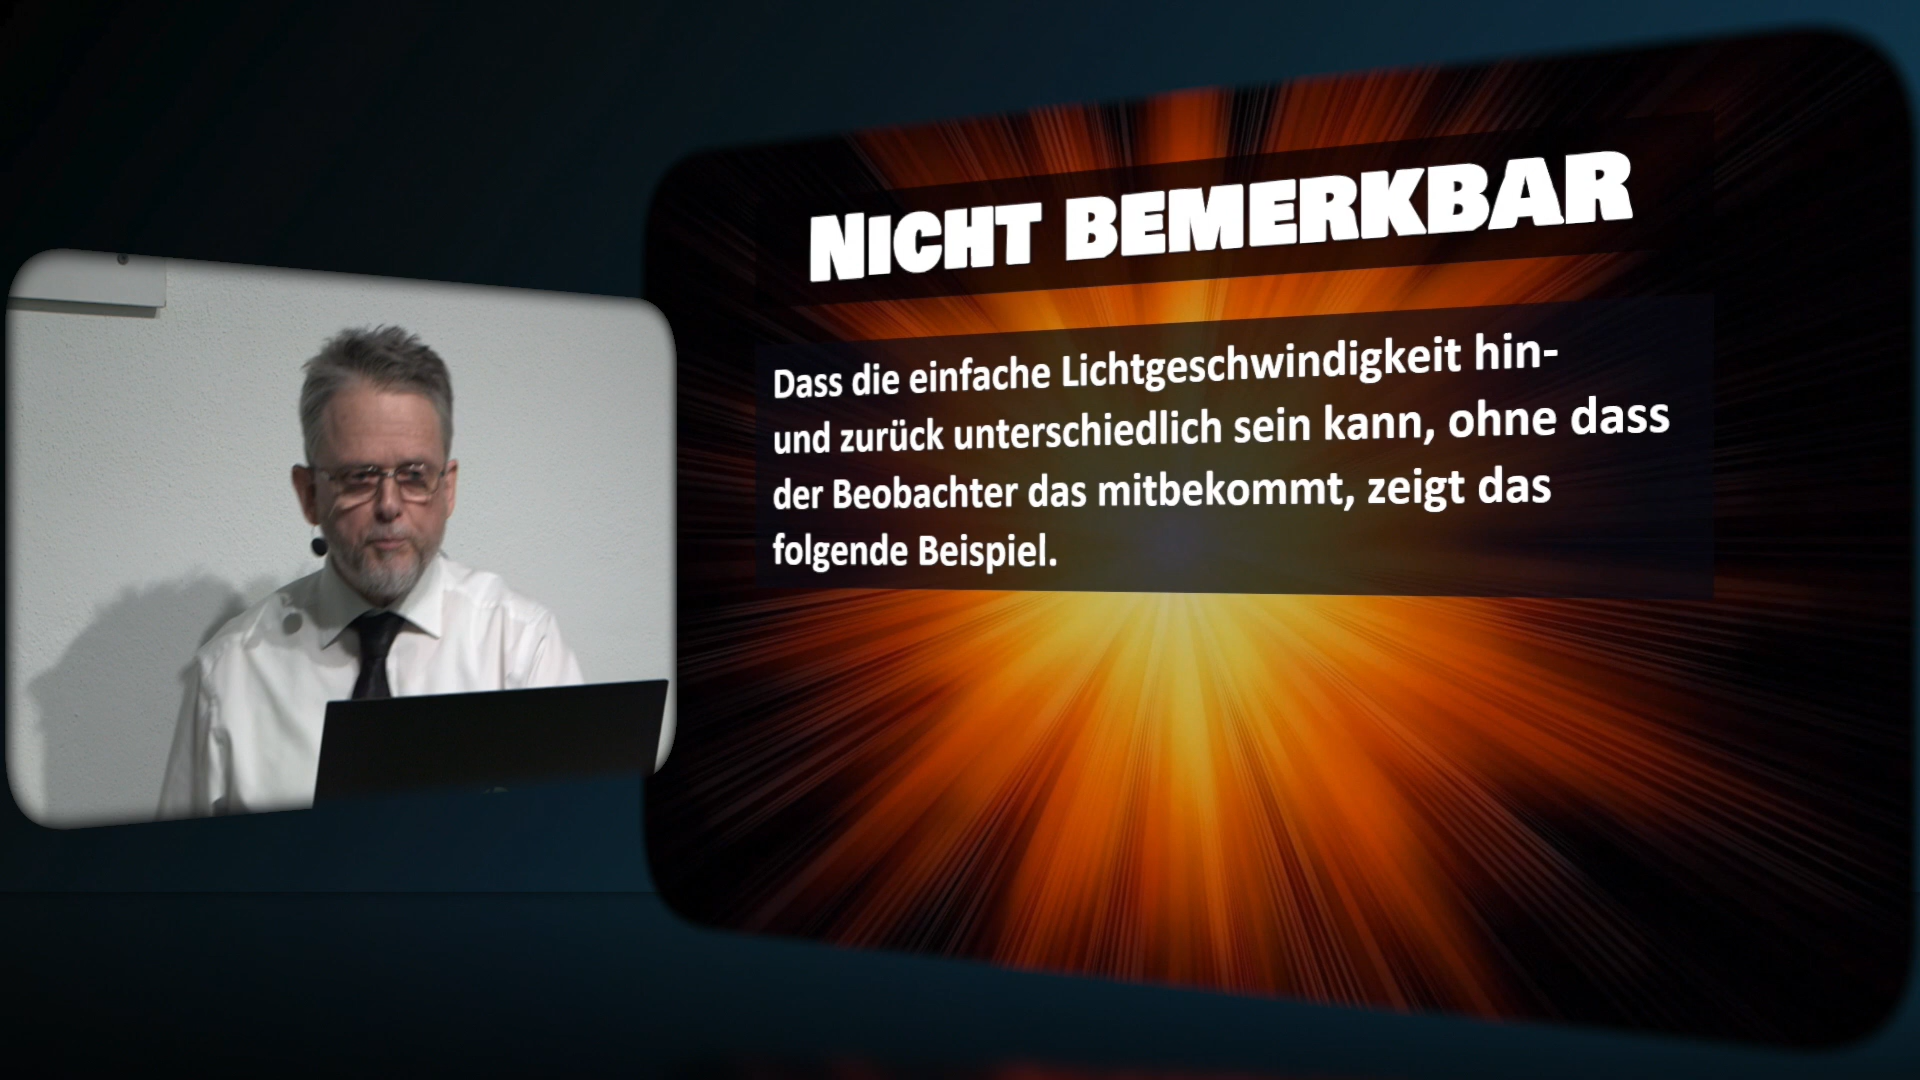 NICHT BEMERKBAR
Dass die einfache Lichtgeschwindigkeit hin-
und zurück unterschiedlich sein kann, ohne dass
der Beobachter das mitbekommt, zeigt das
folgende Beispiel.